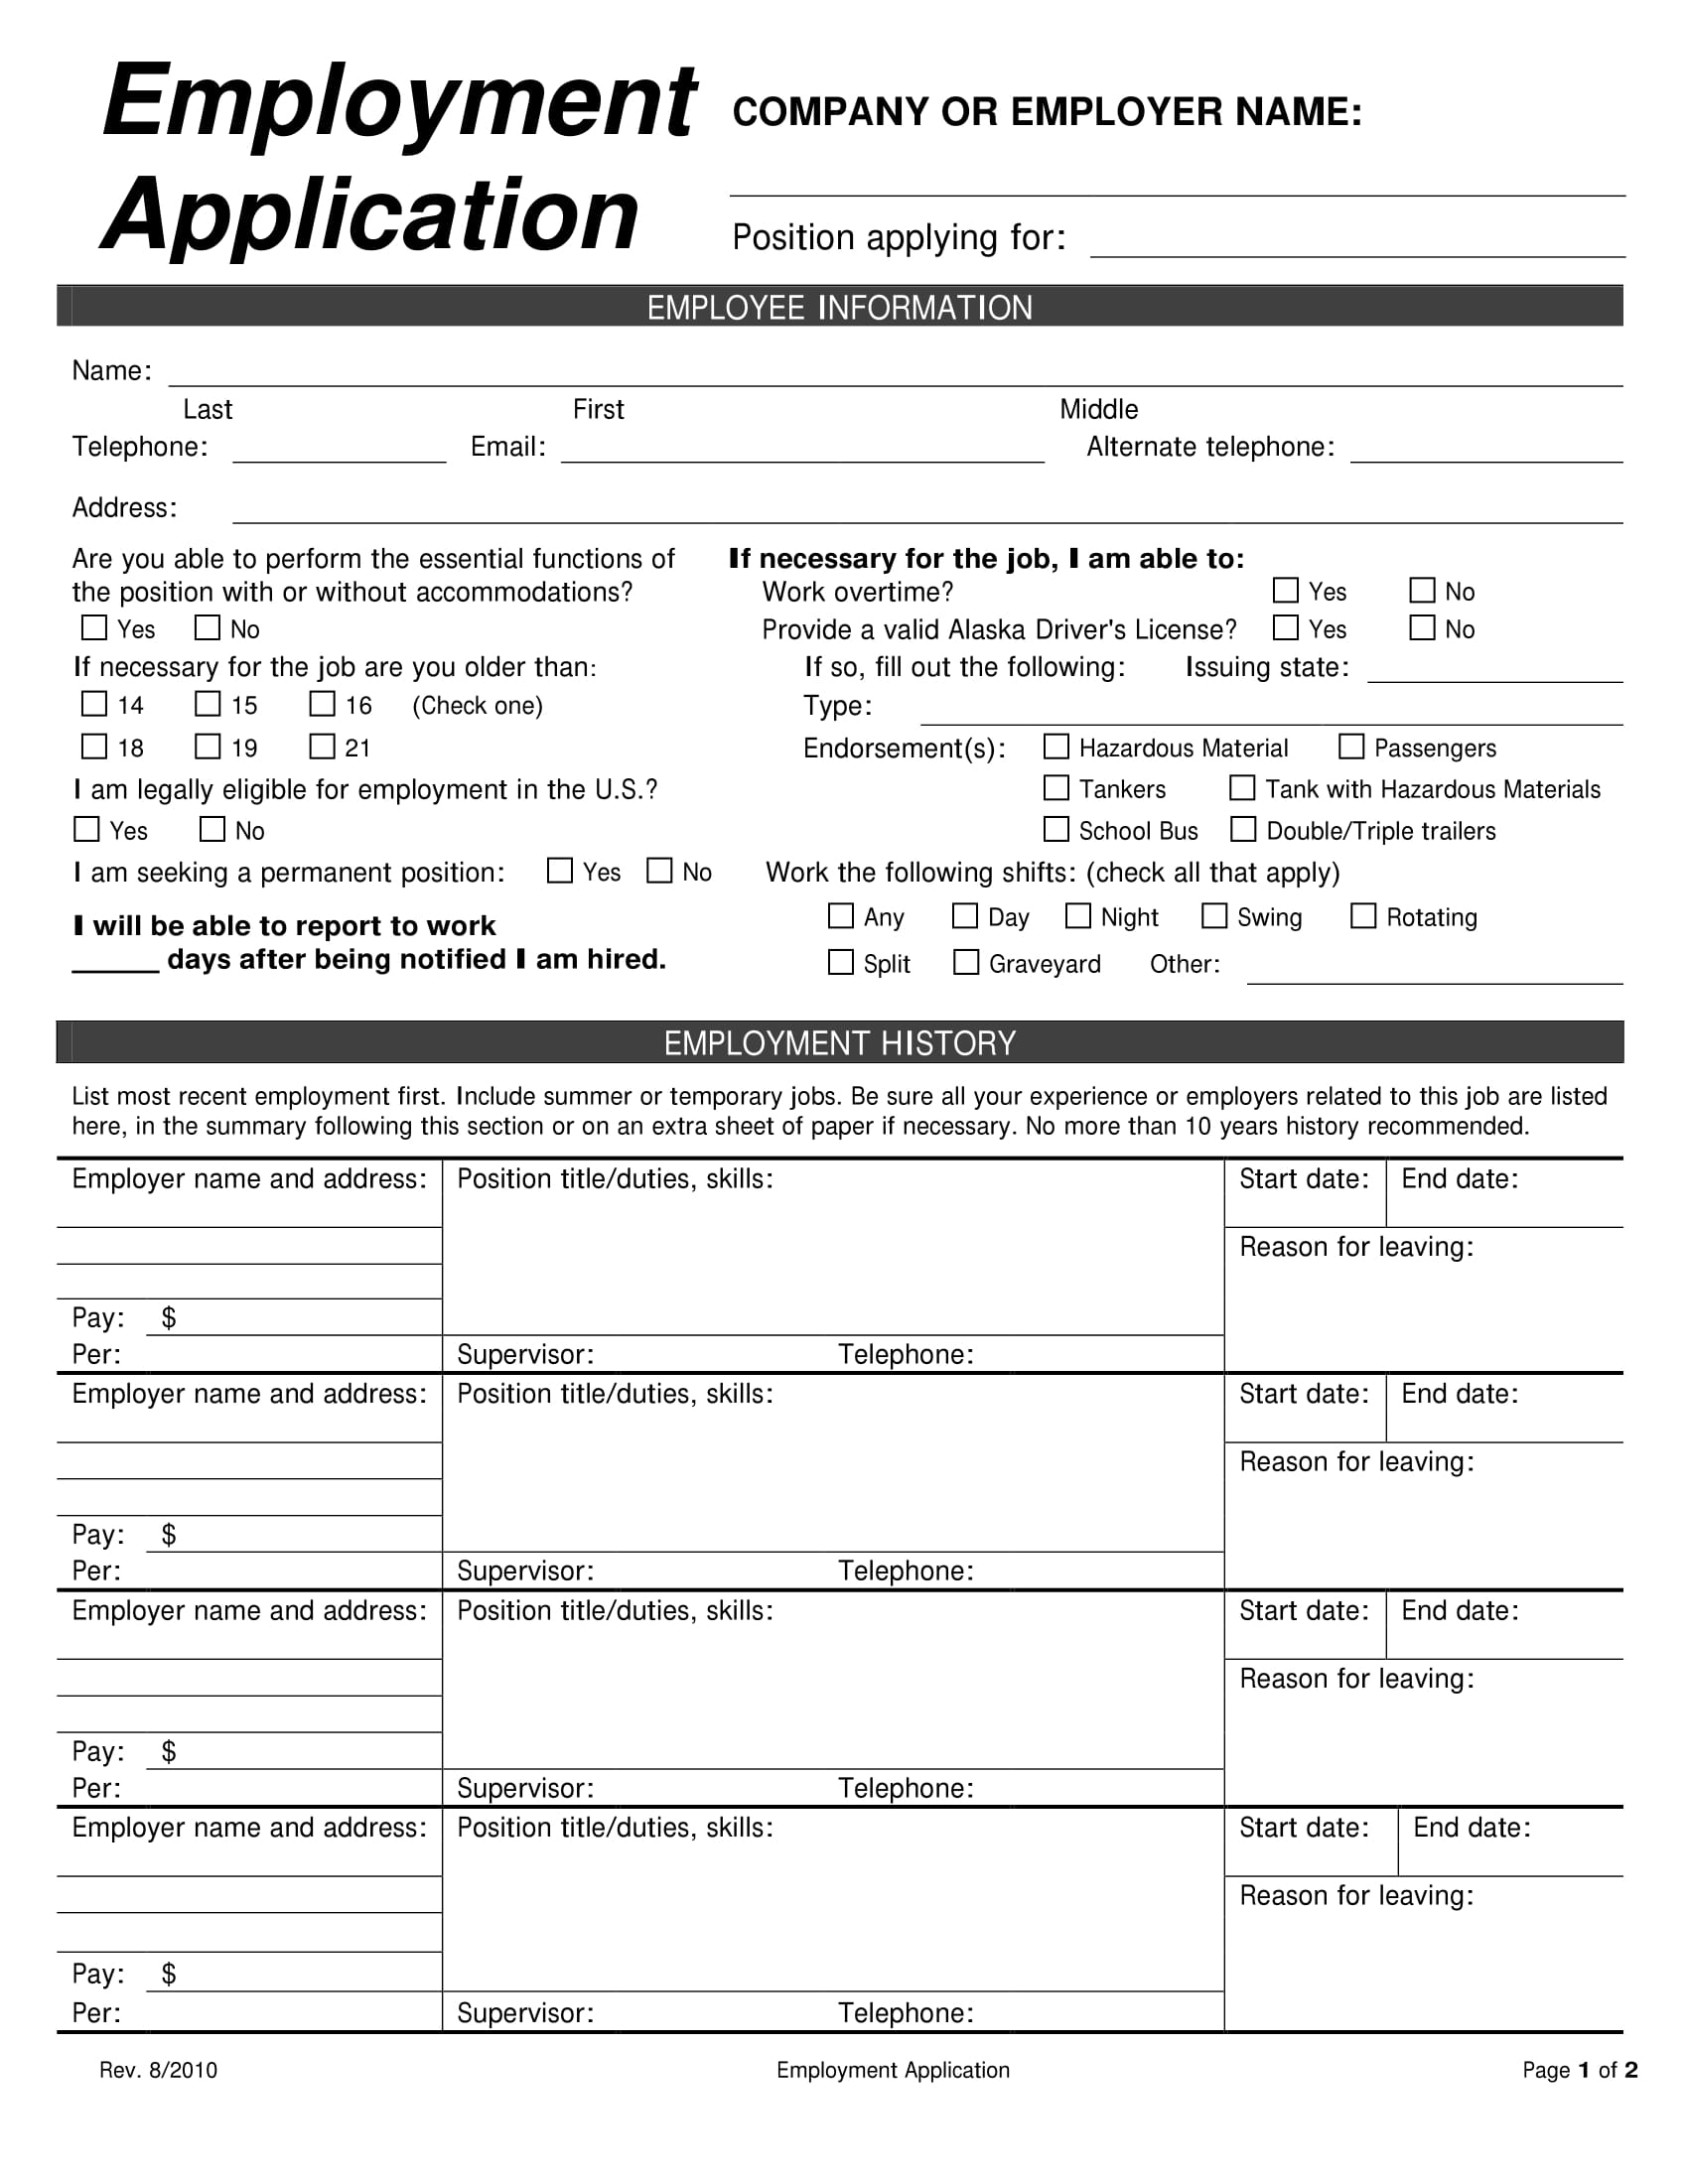 Employment
Application
COMPANY OR EMPLOYER NAME:
Position applying for:
EMPLOYEE INFORMATION
Name:
Last First Middle
Telephone: Email: Alternate telephone:
Address:
Are you able to perform the essential functions of
the position with or without accommodations?
Yes No
If necessary for the job are you older than:
14 15 16 (Check one)
18 19 21
I am legally eligible for employment in the U.S.?
Yes No
I am seeking a permanent position: Yes No
I will be able to report to work
______ days after being notified I am hired.
If necessary for the job, I am able to:
Work overtime? Yes No
Provide a valid Alaska Driver's License? Yes No
If so, fill out the following: Issuing state:
Type:
Endorsement(s): Hazardous Material Passengers
Tankers Tank with Hazardous Materials
School Bus Double/Triple trailers
Work the following shifts: (check all that apply)
Any Day Night Swing Rotating
Split Graveyard Other:
EMPLOYMENT HISTORY
List most recent employment first. Include summer or temporary jobs. Be sure all your experience or employers related to this job are listed
here, in the summary following this section or on an extra sheet of paper if necessary. No more than 10 years history recommended.
Employer name and address: Position title/duties, skills: Start date: End date:
Reason for leaving:
Pay: $
Per: Supervisor: Telephone:
Employer name and address: Position title/duties, skills: Start date: End date:
Reason for leaving:
Pay: $
Per: Supervisor: Telephone:
Employer name and address: Position title/duties, skills: Start date: End date:
Reason for leaving:
Pay: $
Per: Supervisor: Telephone:
Employer name and address: Position title/duties, skills: Start date: End date:
Reason for leaving:
Pay: $
Per: Supervisor: Telephone:
Rev. 8/2010 Employment Application Page 1 of 2